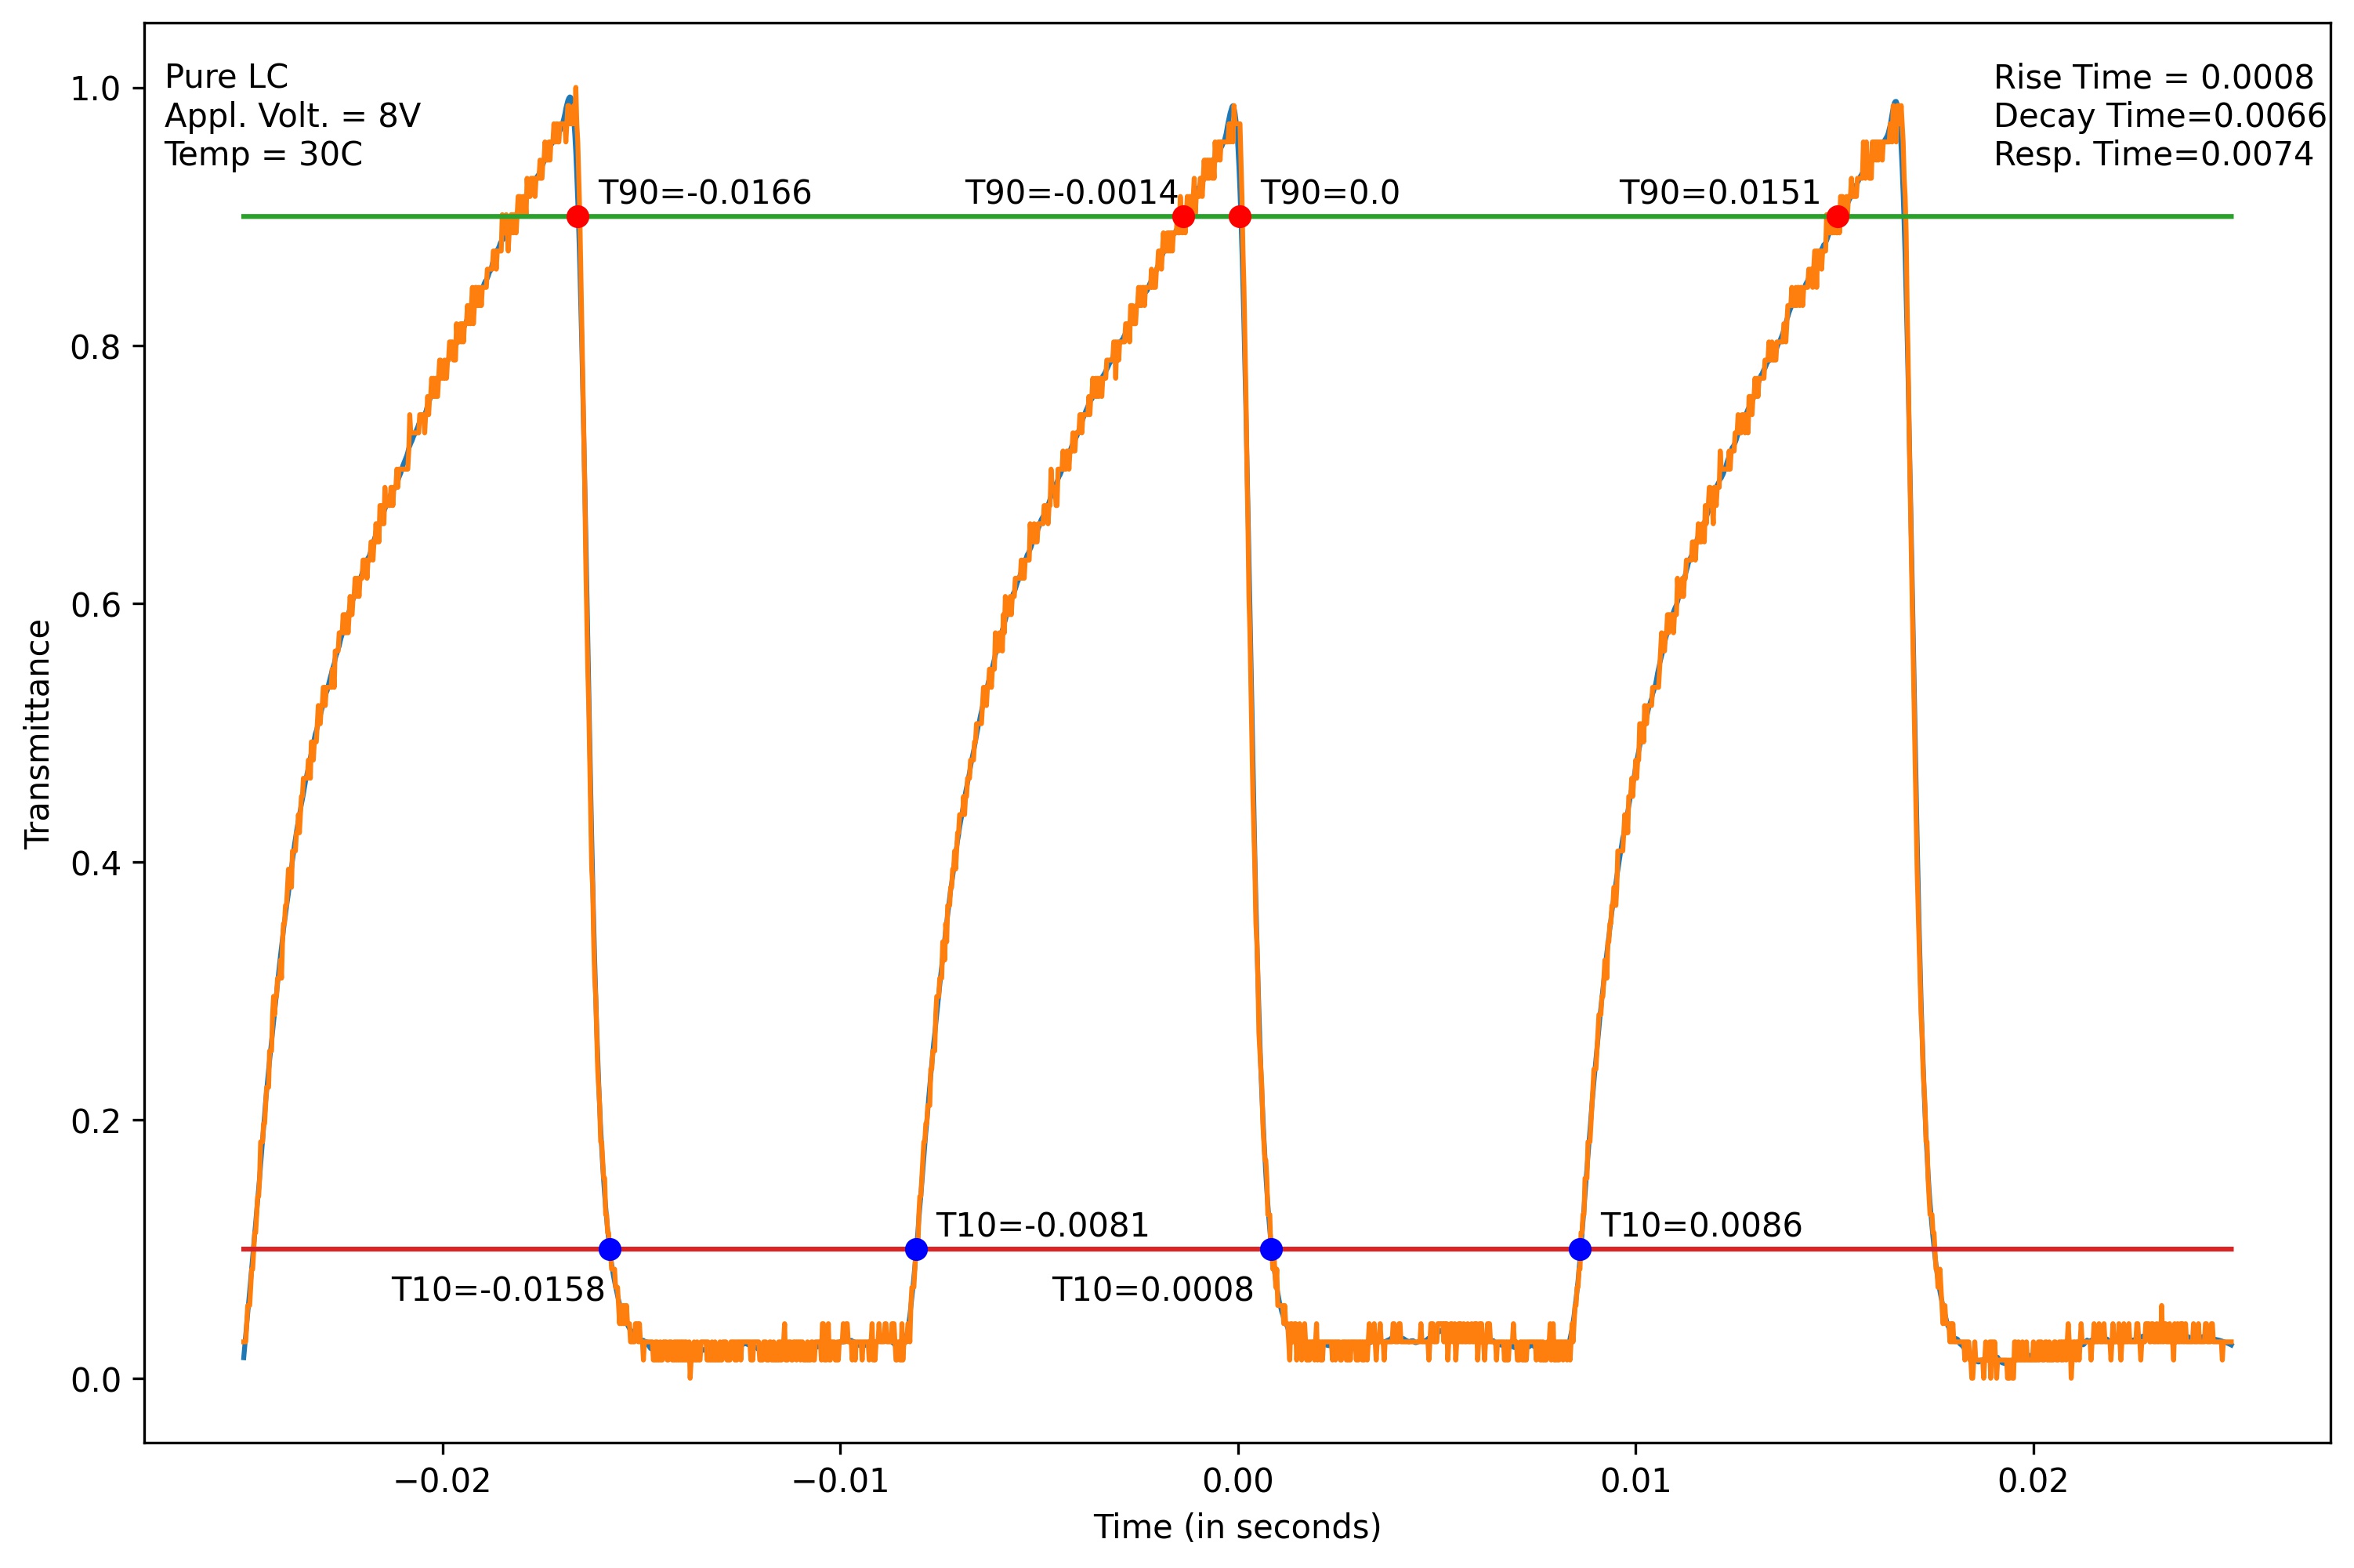 Pure LC
Appl. Volt. = 8V
Temp = 30C
Rise Time = 0.0008
Decay Time=0.0066
Resp. Time=0.0074
T90=-0.0166
T90=-0.0014
T90=0.0
T90=0.0151
T10=-0.0081
T10=0.0086
T10=-0.0158
T10=0.0008
1.0
0.8
0.6
0.4
0.2
0.0
Transmittance
−0.02
−0.01
0.00
0.01
0.02
Time (in seconds)